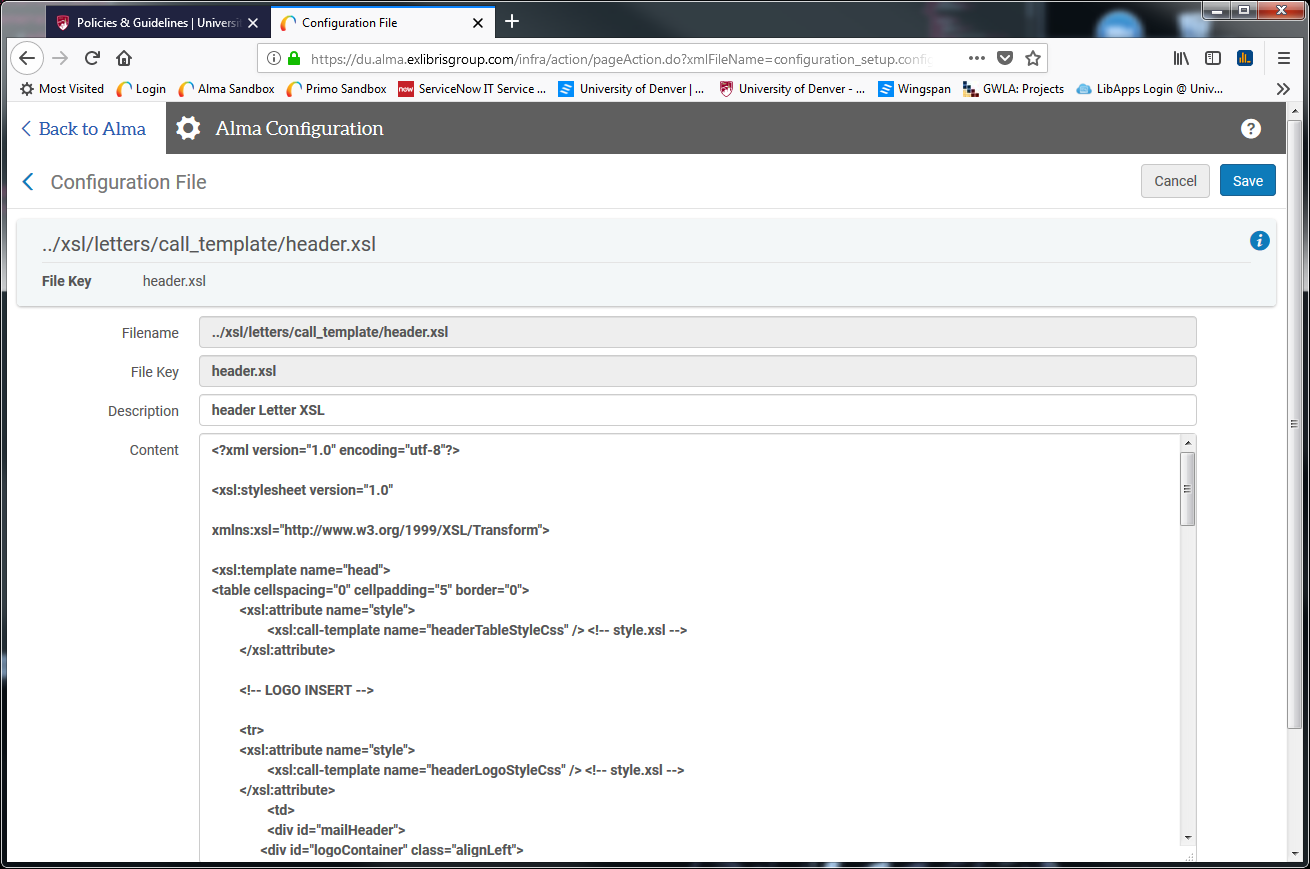 Policies & Guidelines | Universit
Configuration File
https://du.alma.exlibrisgroup.com/infra/action/pageAction.do?xmlFileName=configuration_setup.config
Most Visited
Login
Alma Sandbox
Primo Sandbox
now
ServiceNow IT Service ...
University of Denver | ...
University of Denver - ...
Wingspan
GWLA: Projects
LibApps Login @ Univ...
Back to Alma
Alma Configuration
?
Configuration File
Cancel
Save
../xsl/letters/call_template/header.xsl
i
File Key header.xsl
Filename ../xsl/letters/call_template/header.xsl
File Key header.xsl
Description header Letter XSL
Content
<?xml version="1.0" encoding="utf-8"?>
<xsl:stylesheet version="1.0"
xmlns:xsl="http://www.w3.org/1999/XSL/Transform">
<xsl:template name="head">
<table cellspacing="0" cellpadding="5" border="0">
<xsl:attribute name="style">
<xsl:call-template name="headerTableStyleCss" /> <!-- style.xsl -->
</xsl:attribute>
<!-- LOGO INSERT -->
<tr>
<xsl:attribute name="style">
<xsl:call-template name="headerLogoStyleCss" /> <!-- style.xsl -->
</xsl:attribute>
<td>
<div id="mailHeader">
<div id="logoContainer" class="alignLeft">